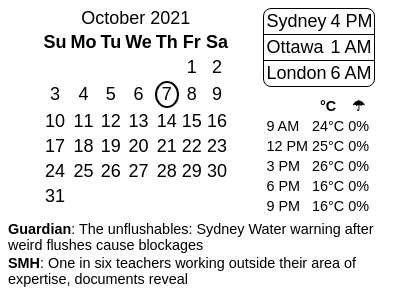 October 2021
Su Mo Tu We Th Fr Sa
1 2
3 4 5 6 7 8 9
10 11 12 13 14 15 16
17 18 19 20 21 22 23
24 25 26 27 28 29 30
31
Sydney 4 PM
Ottawa 1 AM
London 6 AM
°C ☂
9 AM 24°C 0%
12 PM 25°C 0%
3 PM 26°C 0%
6 PM 16°C 0%
9 PM 16°C 0%
Guardian: The unflushables: Sydney Water warning after
weird flushes cause blockages
SMH: One in six teachers working outside their area of
expertise, documents reveal